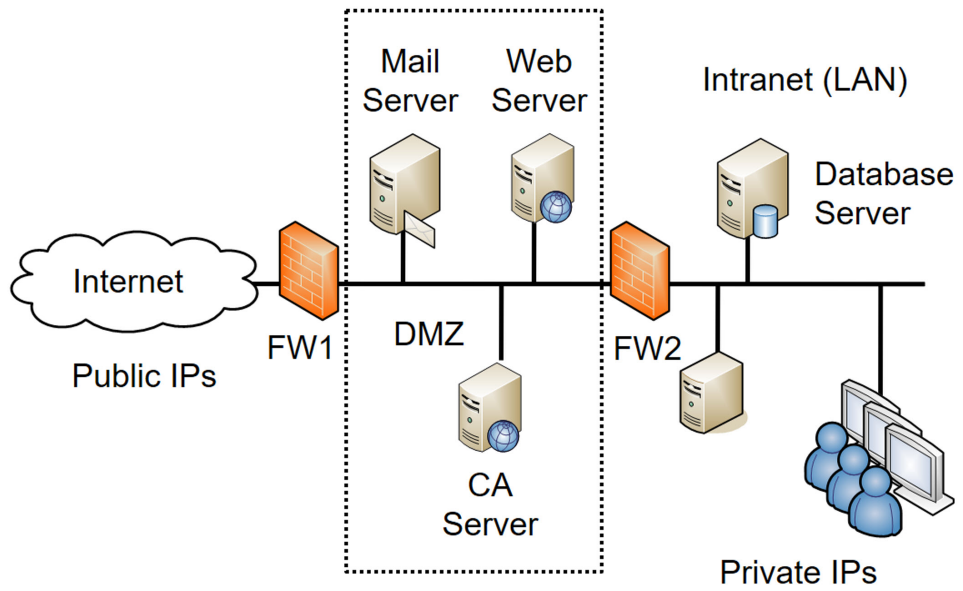 Mail
Server
Web
Server
Intranet (LAN)
Database
Server
Internet
FW1
DMZ
FW2
Public IPs
CA
Server
Private IPs